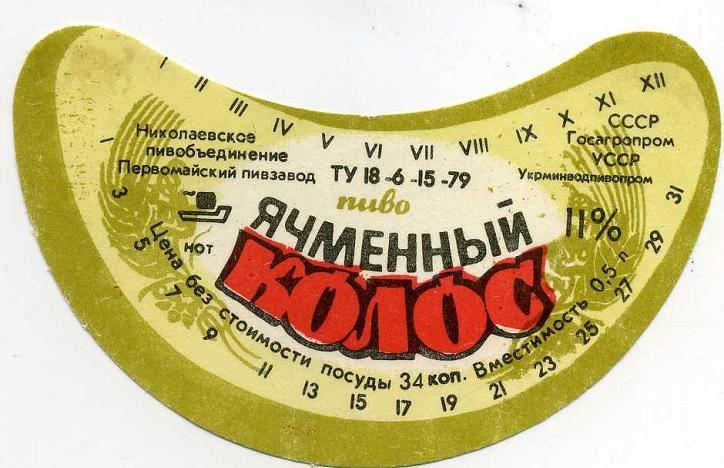 I II III IV V VI VII VIII IX X XI XII
Николаевское
пивобъединение
Первомайский пивзавод
ТУ 18-6-15-79
СССР
Госагропром
УССР
Укрминводпивопром
пиво
ЯЧМЕННЫЙ
КОЛОС
11%
НОТ
Цена без стоимости посуды 34 коп. Вместимость 0,5 л
1 3 5 7 9 11 13 15 17 19 21 23 25 27 29 31